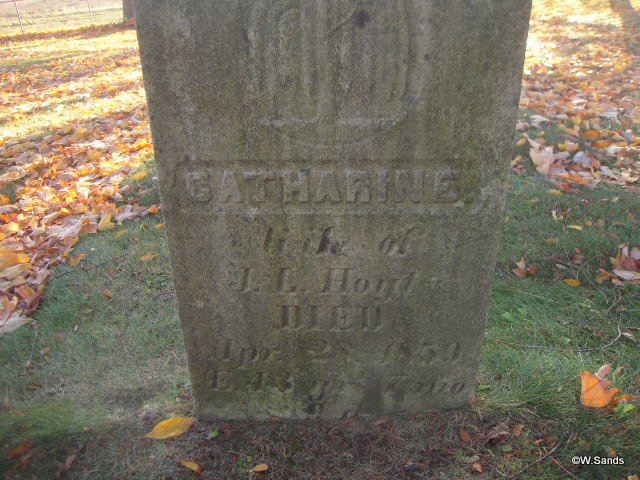 CATHARINE.
Wife of
J. L. Hoyt
DIED
Apr. 28, 1859.
©W.Sands